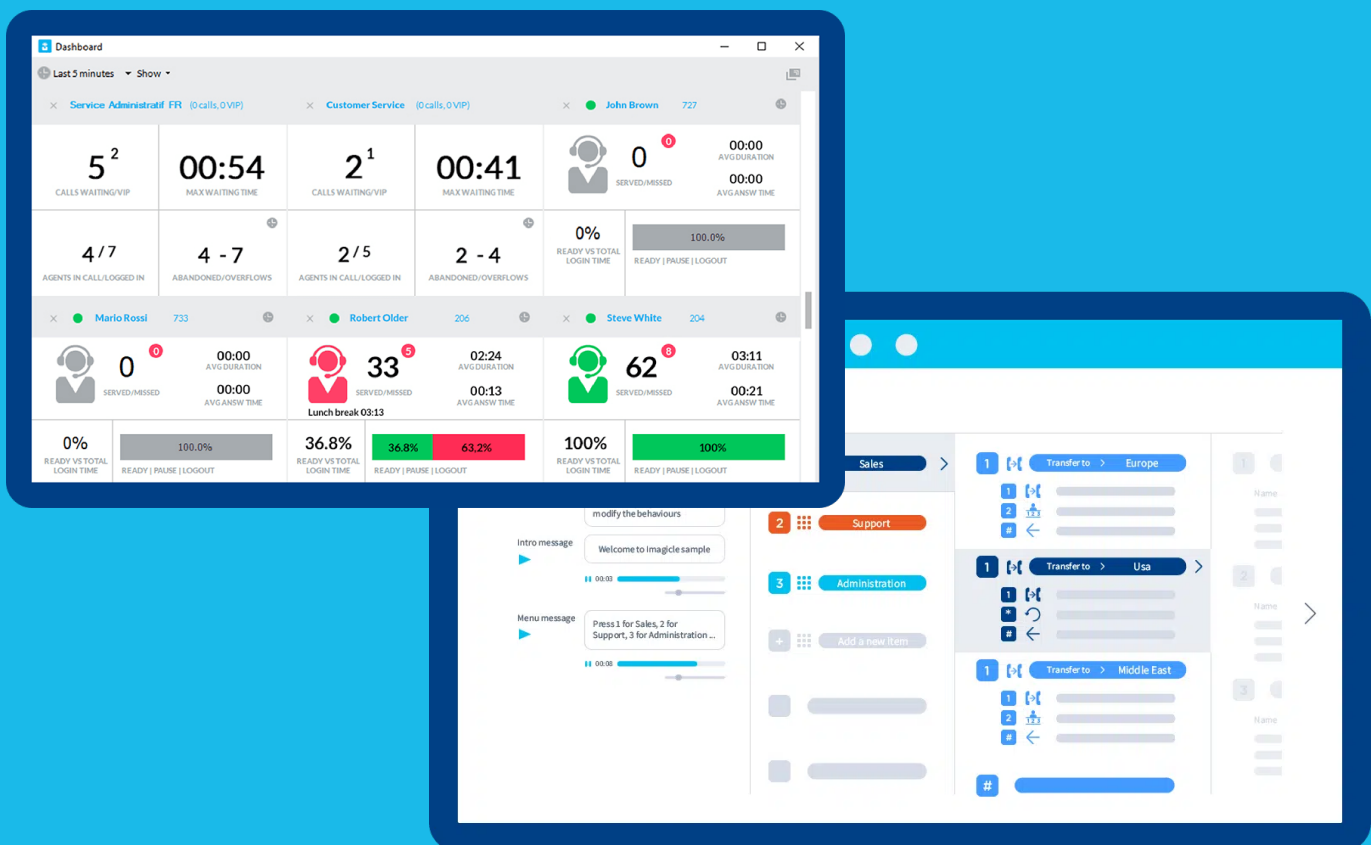 Dashboard
Last 5 minutes Show
Service Administratif FR (0 calls, 0 VIP) Customer Service (0 calls, 0 VIP) John Brown 727
5 2 00:54 2 1 00:41
CALLS WAITING/VIP MAX WAITING TIME CALLS WAITING/VIP MAX WAITING TIME
0 0 00:00
AVG DURATION
SERVED/MISSED 00:00
AVG ANSW TIME
4/7 4 - 7 2/5 2 - 4
AGENTS IN CALL/LOGGED IN ABANDONED/OVERFLOWS AGENTS IN CALL/LOGGED IN ABANDONED/OVERFLOWS
0% 100.0%
READY VS TOTAL
LOGIN TIME READY | PAUSE | LOGOUT
Mario Rossi 733 Robert Older 206 Steve White 204
0 0 00:00 33 5 02:24 62 8 03:11
AVG DURATION AVG DURATION AVG DURATION
SERVED/MISSED 00:00 SERVED/MISSED 00:13 SERVED/MISSED 00:21
AVG ANSW TIME AVG ANSW TIME AVG ANSW TIME
Lunch break 03:13
0% 100.0% 36.8% 36.8% 63,2% 100% 100%
READY VS TOTAL READY VS TOTAL READY VS TOTAL
LOGIN TIME READY | PAUSE | LOGOUT LOGIN TIME READY | PAUSE | LOGOUT LOGIN TIME READY | PAUSE | LOGOUT
modify the behaviours
Intro message
Welcome to Imagicle sample
00:03
Menu message
Press 1 for Sales, 2 for
Support, 3 for Administration ...
00:08
Sales
2 Support
3 Administration
+ Add a new item
1 Transfer to > Europe
1
2 123
#
1 Transfer to > Usa
1
*
#
1 Transfer to > Middle East
1
2 123
#
#
1
Name
2
Name
3
Name